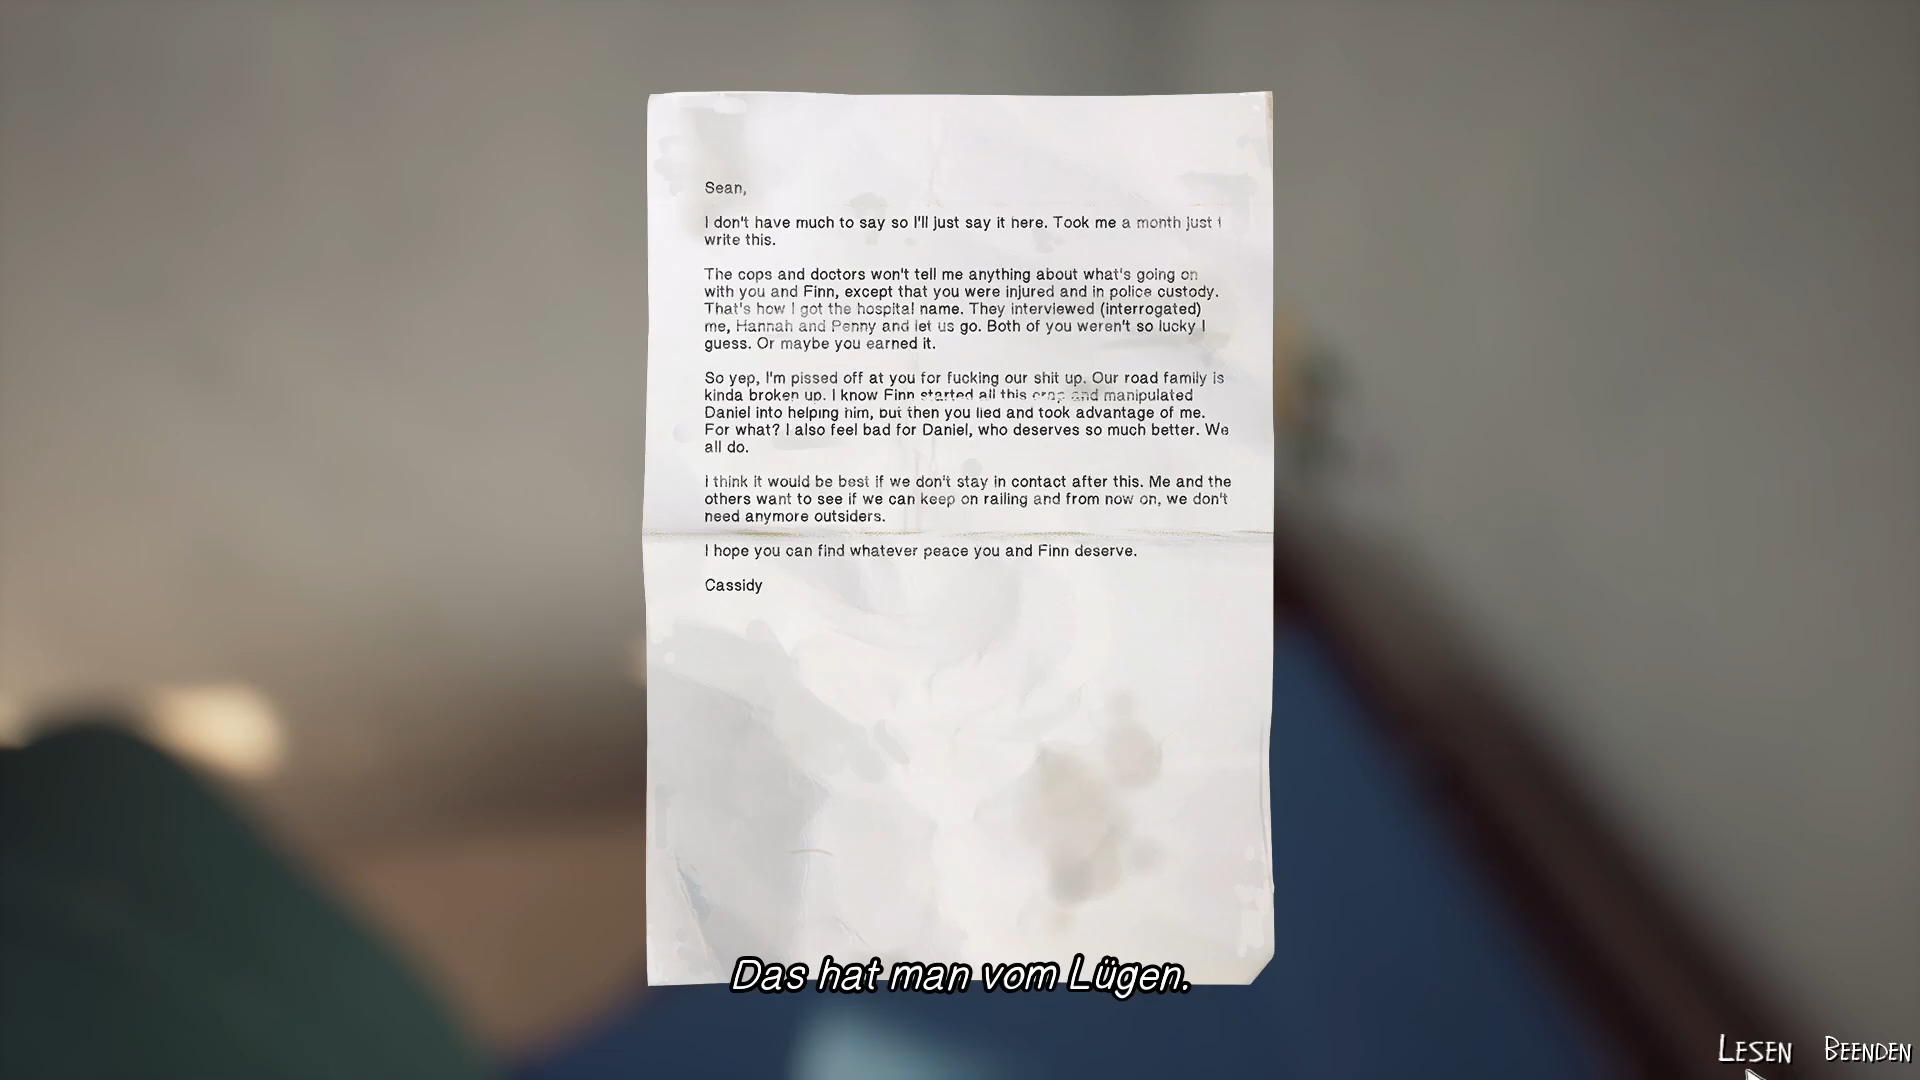 Sean,
I don't have much to say so I'll just say it here. Took me a month just
write this.
The cops and doctors won't tell me anything about what's going on
with you and Finn, except that you were injured and in police custody.
That's how I got the hospital name. They interviewed (interrogated)
me, Hannah and Penny and let us go. Both of you weren't so lucky I
guess. Or maybe you earned it.
So yep, I'm pissed off at you for fucking our shit up. Our road family is
kinda broken up. I know Finn started all this crap and manipulated
Daniel into helping him, but then you lied and took advantage of me.
For what? I also feel bad for Daniel, who deserves so much better. We
all do.
I think it would be best if we don't stay in contact after this. Me and the
others want to see if we can keep on railing and from now on, we don't
need anymore outsiders.
I hope you can find whatever peace you and Finn deserve.
Cassidy
Das hat man vom Lügen.
LESEN BEENDEN